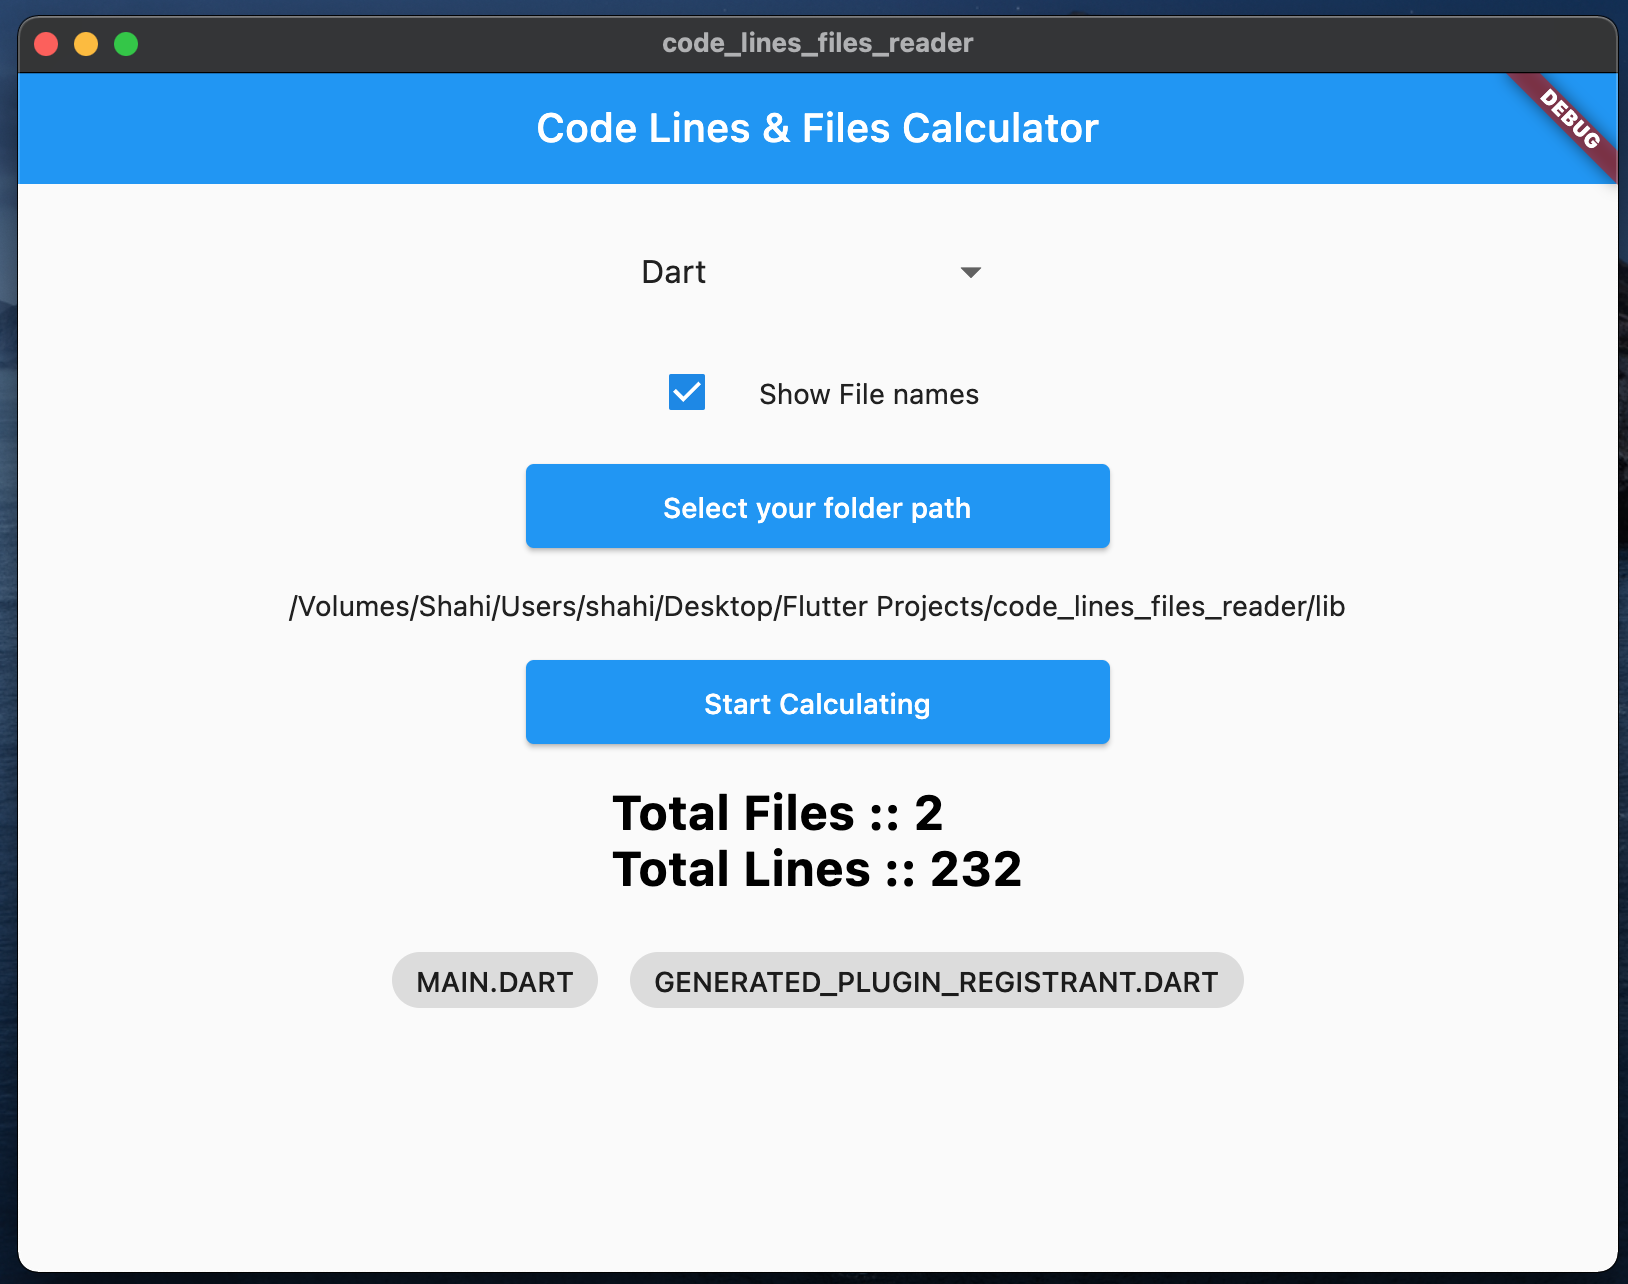 code_lines_files_reader
Code Lines & Files Calculator
DEBUG
Dart
Show File names
Select your folder path
/Volumes/Shahi/Users/shahi/Desktop/Flutter Projects/code_lines_files_reader/lib
Start Calculating
Total Files :: 2
Total Lines :: 232
MAIN.DART GENERATED_PLUGIN_REGISTRANT.DART